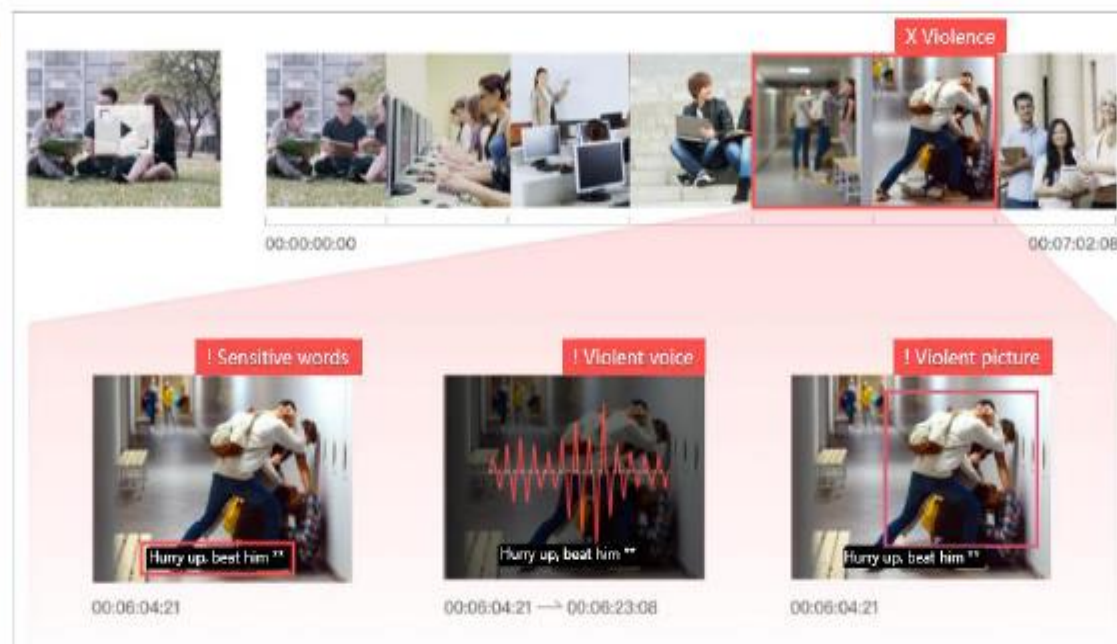 X Violence
00:00:00:00
00:07:02:08
! Sensitive words
! Violent voice
! Violent picture
Hurry up, beat him **
Hurry up, beat him **
Hurry up, beat him **
00:06:04:21
00:06:04:21 → 00:06:23:08
00:06:04:21